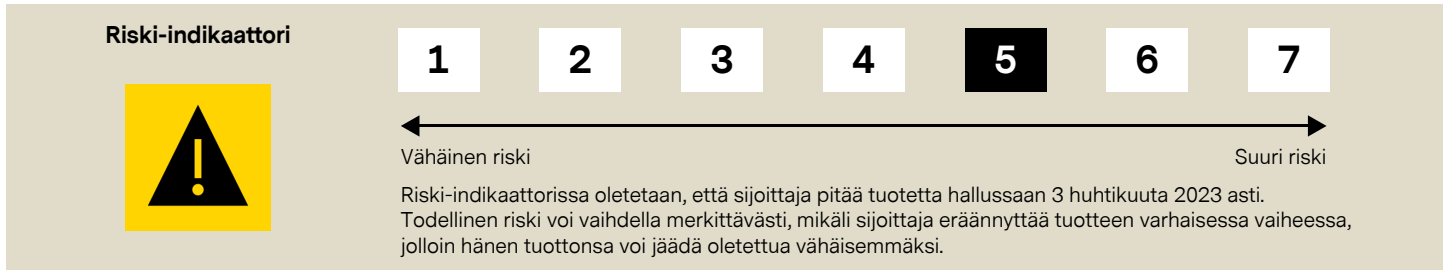 Riski-indikaattori
1 2 3 4 5 6 7
Vähäinen riski Suuri riski
Riski-indikaattorissa oletetaan, että sijoittaja pitää tuotetta hallussaan 3 huhtikuuta 2023 asti.
Todellinen riski voi vaihdella merkittävästi, mikäli sijoittaja eräännyttää tuotteen varhaisessa vaiheessa,
jolloin hänen tuottonsa voi jäädä oletettua vähäisemmäksi.